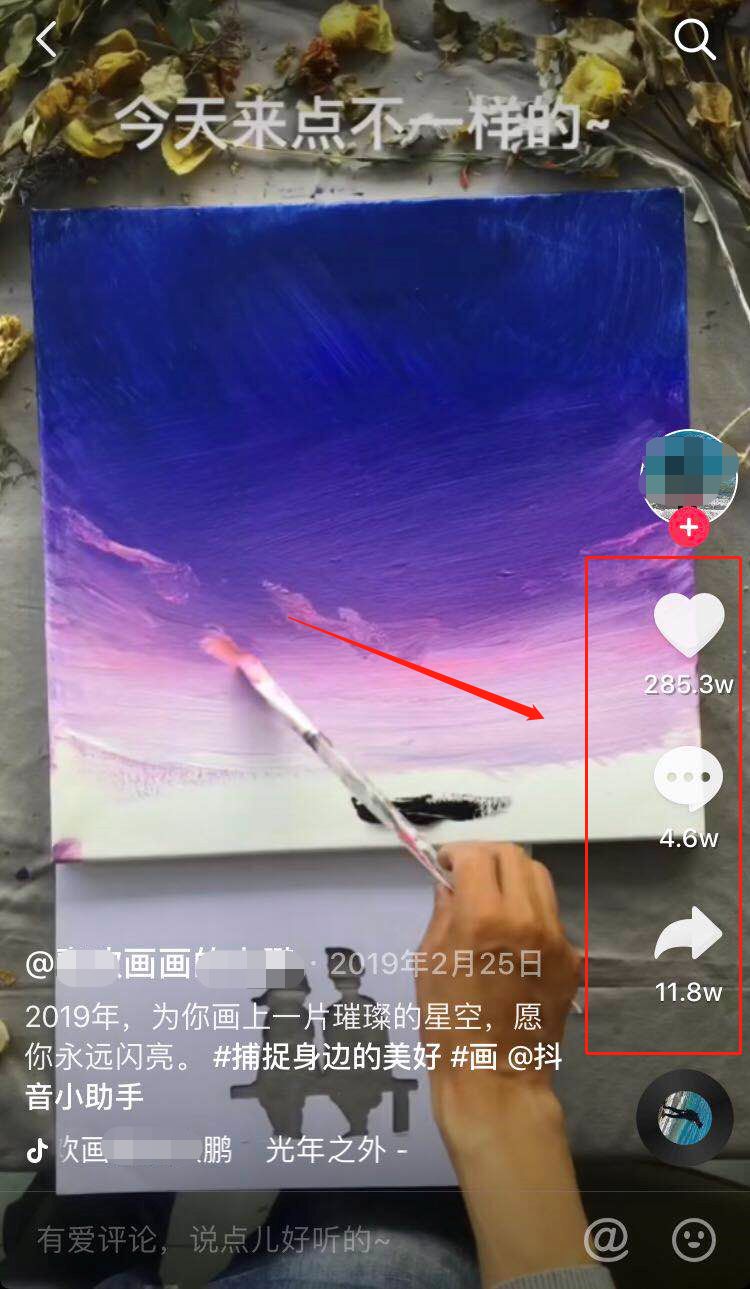 今天来点不一样的~
285.3w
4.6w
11.8w
@画画 · 2019年2月25日
2019年，为你画上一片璀璨的星空，愿
你永远闪亮。 #捕捉身边的美好 #画 @抖
音小助手
画鹏 光年之外 -
有爱评论，说点儿好听的~